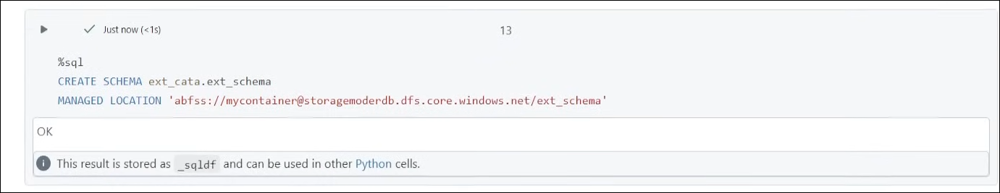 Just now (<1s)
13
%sql
CREATE SCHEMA ext_cata.ext_schema
MANAGED LOCATION 'abfss://mycontainer@storagemoderdb.dfs.core.windows.net/ext_schema'
OK
This result is stored as _sqldf and can be used in other Python cells.